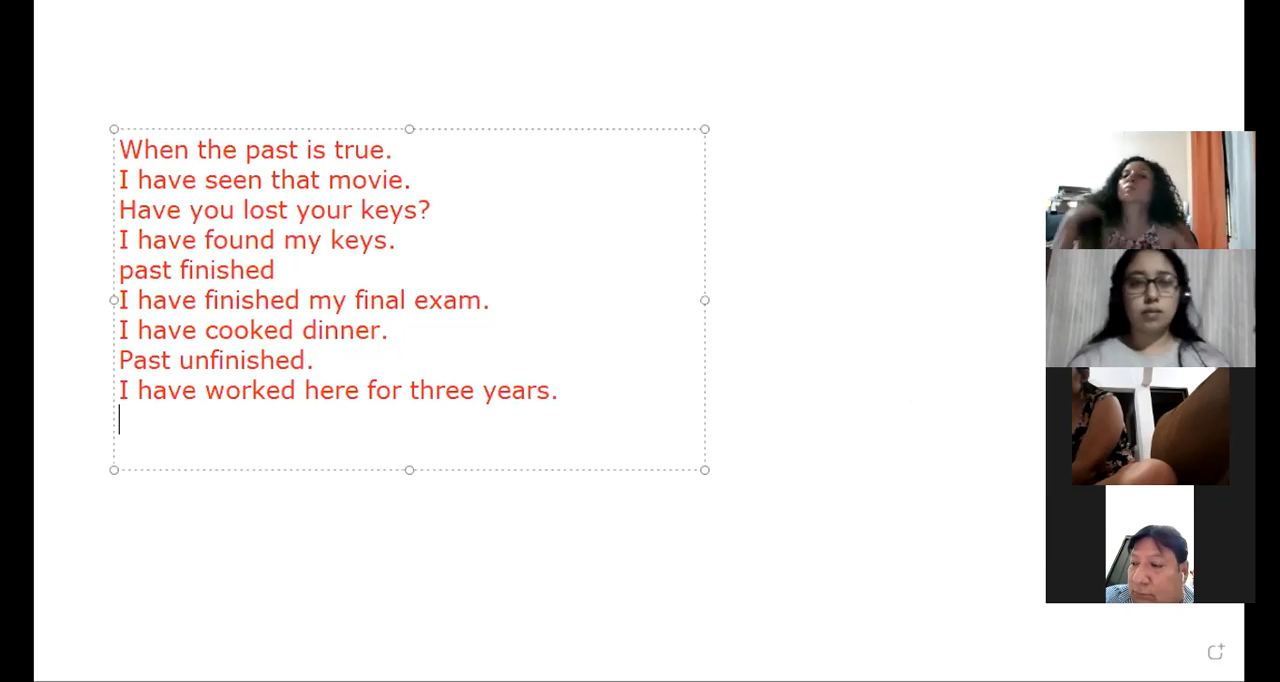 When the past is true.
I have seen that movie.
Have you lost your keys?
I have found my keys.
past finished
I have finished my final exam.
I have cooked dinner.
Past unfinished.
I have worked here for three years.